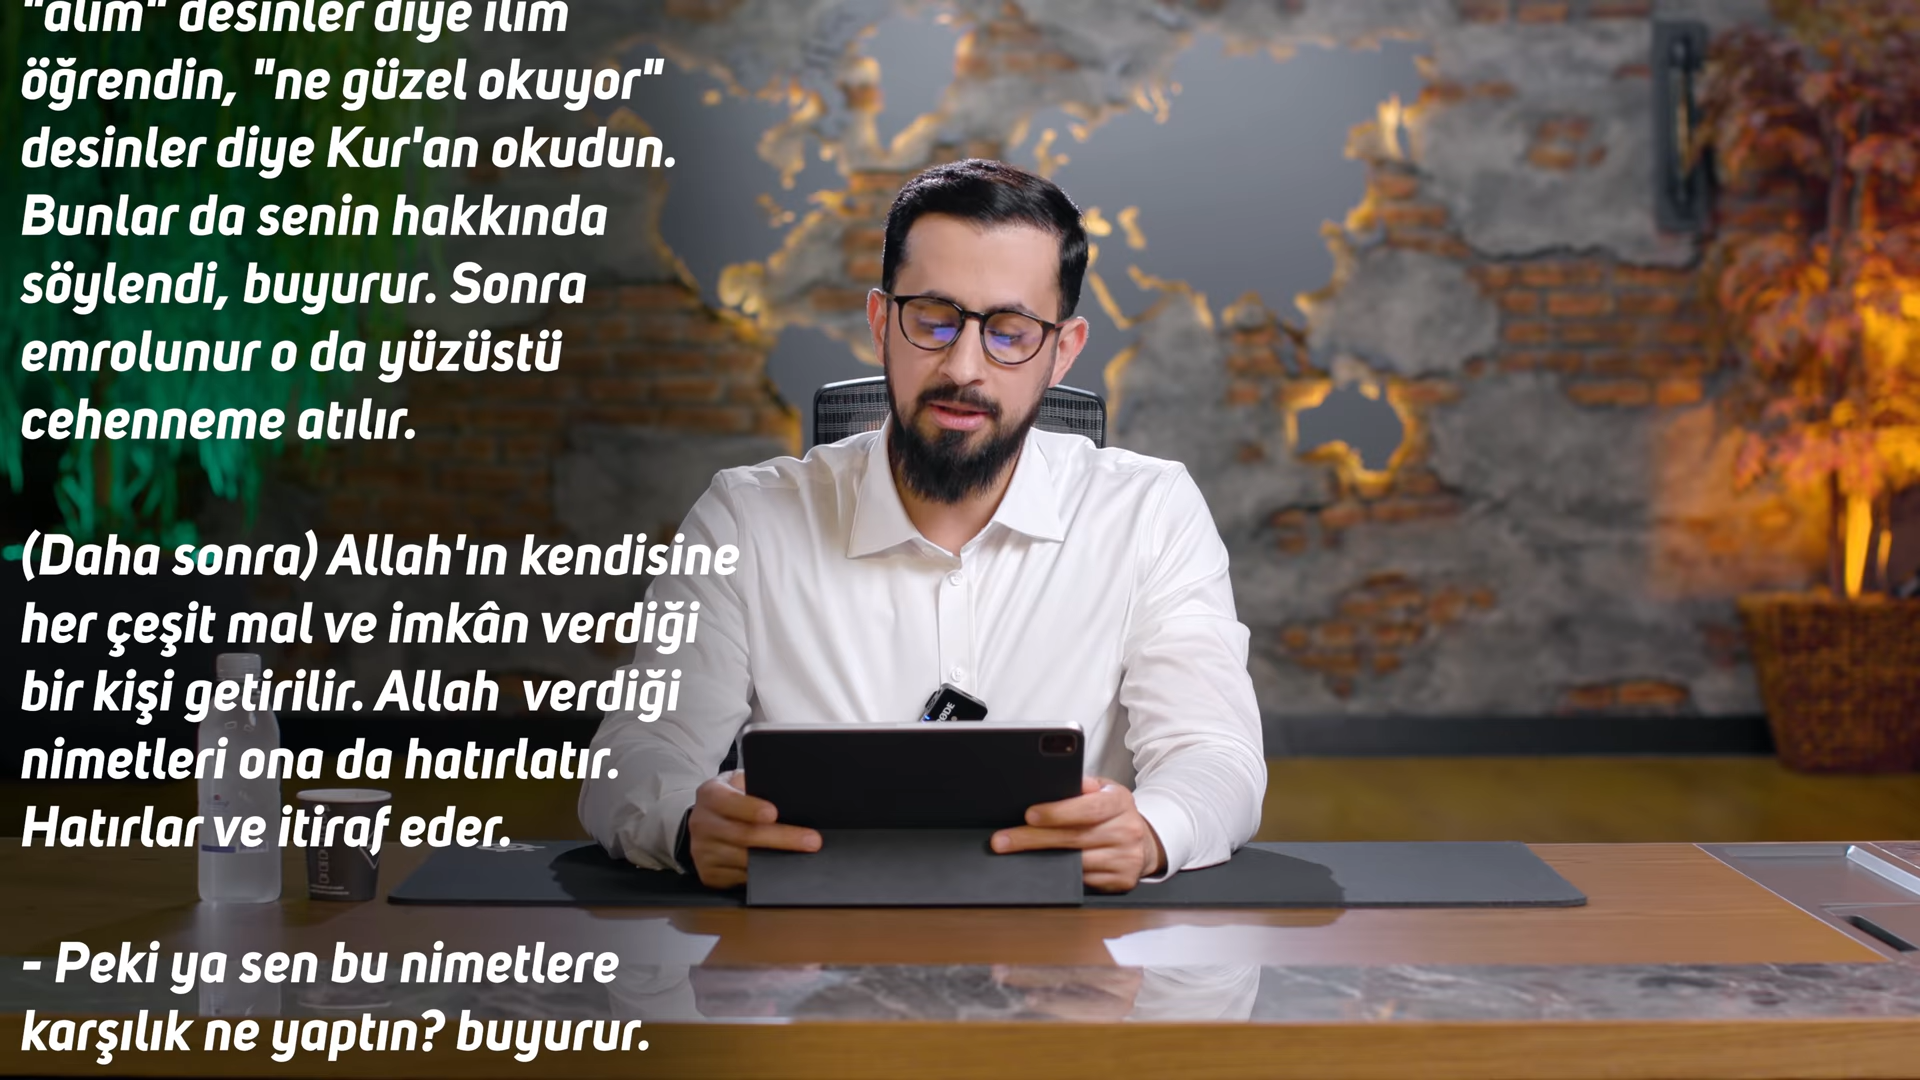 "alim" desinler diye ilim
öğrendin, "ne güzel okuyor"
desinler diye Kur'an okudun.
Bunlar da senin hakkında
söylendi, buyurur. Sonra
emrolunur o da yüzüstü
cehenneme atılır.
(Daha sonra) Allah'ın kendisine
her çeşit mal ve imkân verdiği
bir kişi getirilir. Allah verdiği
nimetleri ona da hatırlatır.
Hatırlar ve itiraf eder.
- Peki ya sen bu nimetlere
karşılık ne yaptın? buyurur.
RØDE